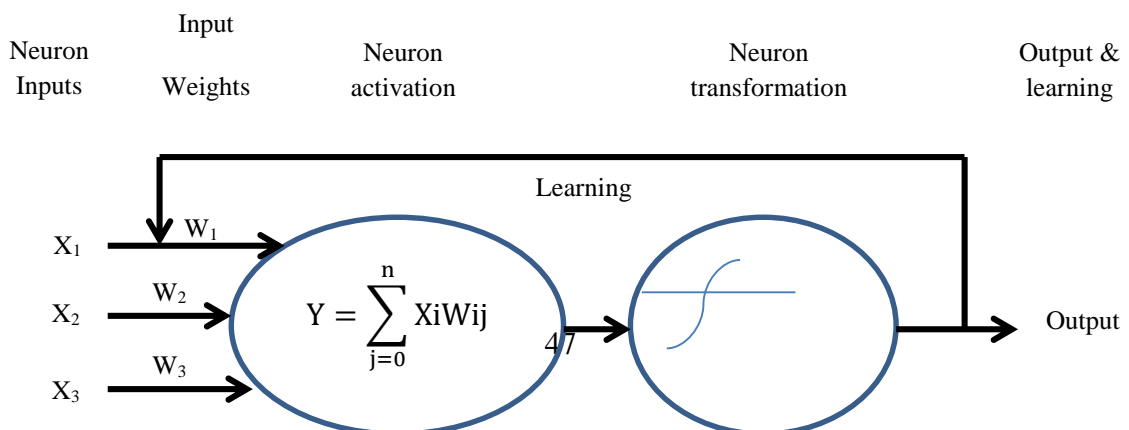 Neuron
Inputs
Input
Weights
Neuron
activation
Neuron
transformation
Output &
learning
Learning
X₁
W₁
X₂
W₂
X₃
W₃
Y = ∑ⁿⱼ₌₀ XiWij
47
Output